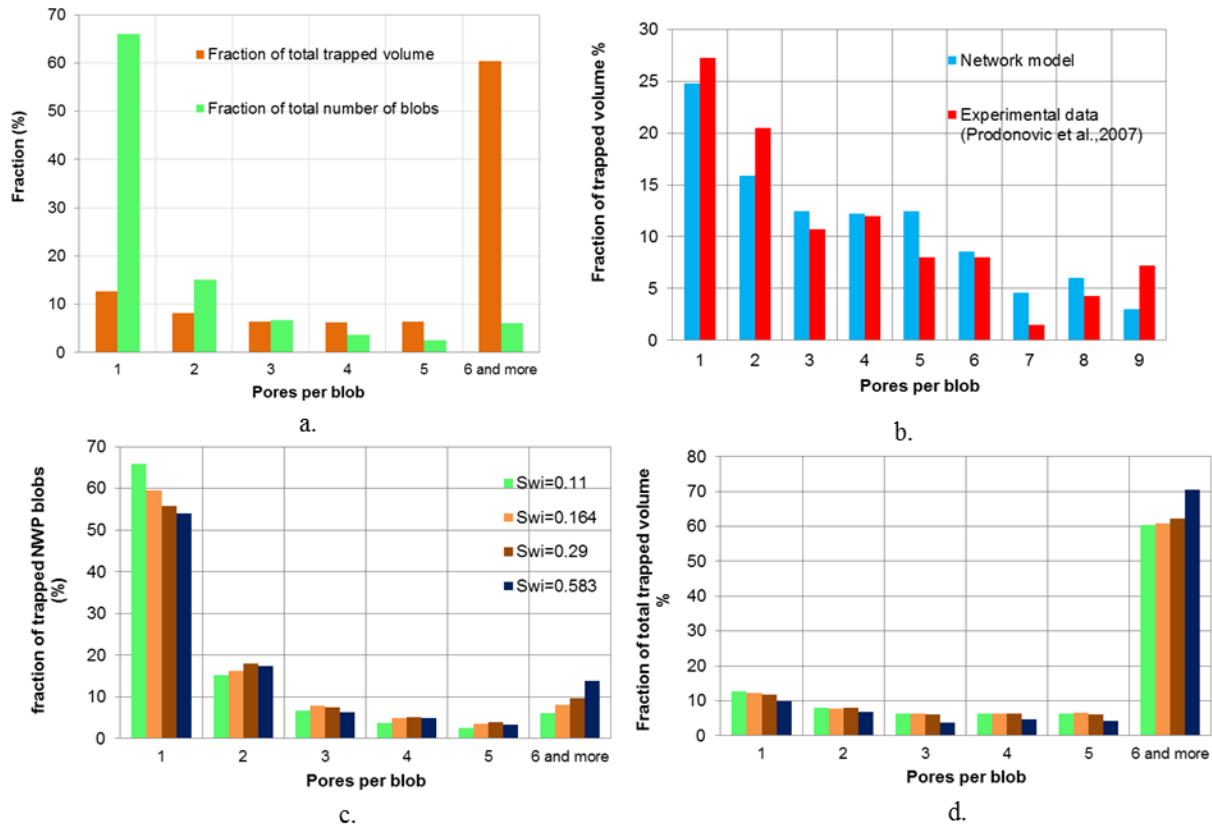 70
60
50
40
30
20
10
0
Fraction (%)
Fraction of total trapped volume
Fraction of total number of blobs
1 2 3 4 5 6 and more
Pores per blob
a.
30
25
20
15
10
5
0
Fraction of trapped volume %
Network model
Experimental data
(Prodonovic et al.,2007)
1 2 3 4 5 6 7 8 9
Pores per blob
b.
70
60
50
40
30
20
10
0
fraction of trapped NWP blobs
(%)
Swi=0.11
Swi=0.164
Swi=0.29
Swi=0.583
1 2 3 4 5 6 and more
Pores per blob
c.
80
70
60
50
40
30
20
10
0
Fraction of total trapped volume
%
1 2 3 4 5 6 and more
Pores per blob
d.